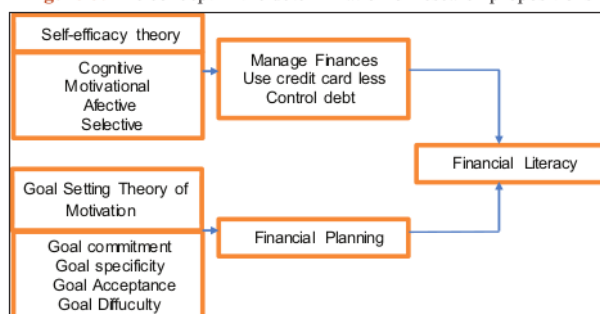 Self-efficacy theory
Cognitive
Motivational
Afective
Selective
Manage Finances
Use credit card less
Control debt
Financial Literacy
Goal Setting Theory of
Motivation
Goal commitment
Goal specificity
Goal Acceptance
Goal Diffuculty
Financial Planning